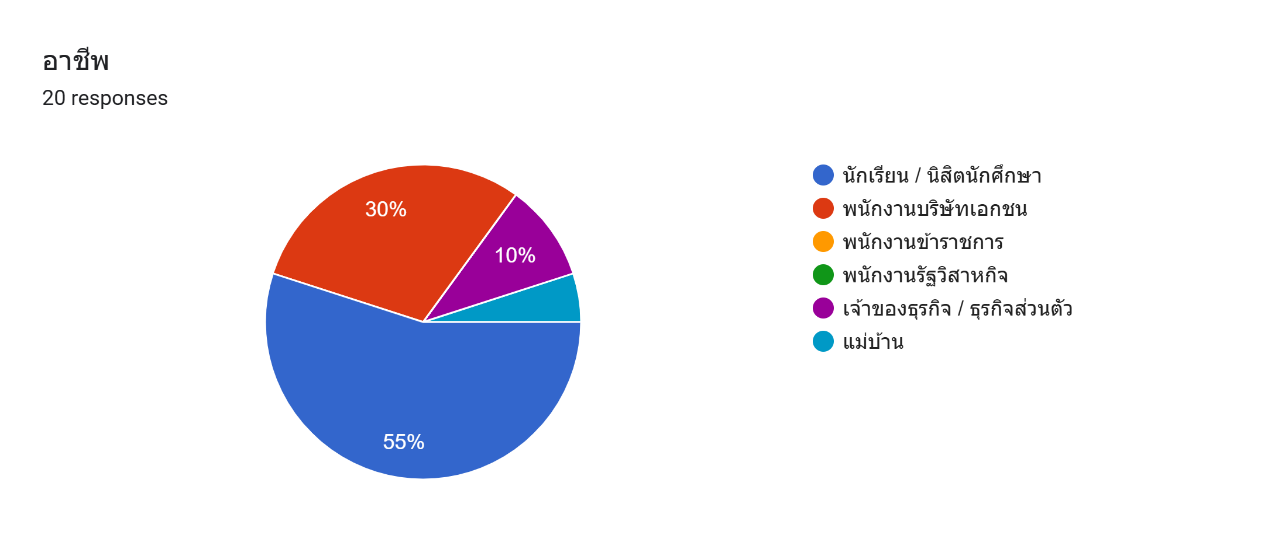 อาชีพ
20 responses
30%
10%
55%
นักเรียน / นิสิตนักศึกษา
พนักงานบริษัทเอกชน
พนักงานข้าราชการ
พนักงานรัฐวิสาหกิจ
เจ้าของธุรกิจ / ธุรกิจส่วนตัว
แม่บ้าน